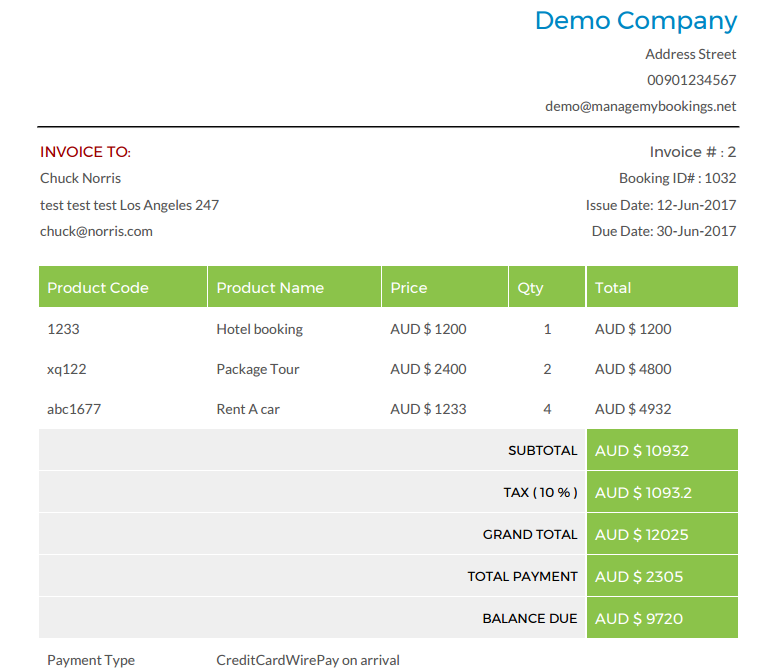 Demo Company
Address Street
00901234567
demo@managemybookings.net
INVOICE TO: Invoice # : 2
Chuck Norris Booking ID# : 1032
test test test Los Angeles 247 Issue Date: 12-Jun-2017
chuck@norris.com Due Date: 30-Jun-2017
Product Code Product Name Price Qty Total
1233 Hotel booking AUD $ 1200 1 AUD $ 1200
xq122 Package Tour AUD $ 2400 2 AUD $ 4800
abc1677 Rent A car AUD $ 1233 4 AUD $ 4932
SUBTOTAL AUD $ 10932
TAX ( 10 % ) AUD $ 1093.2
GRAND TOTAL AUD $ 12025
TOTAL PAYMENT AUD $ 2305
BALANCE DUE AUD $ 9720
Payment Type CreditCardWirePay on arrival